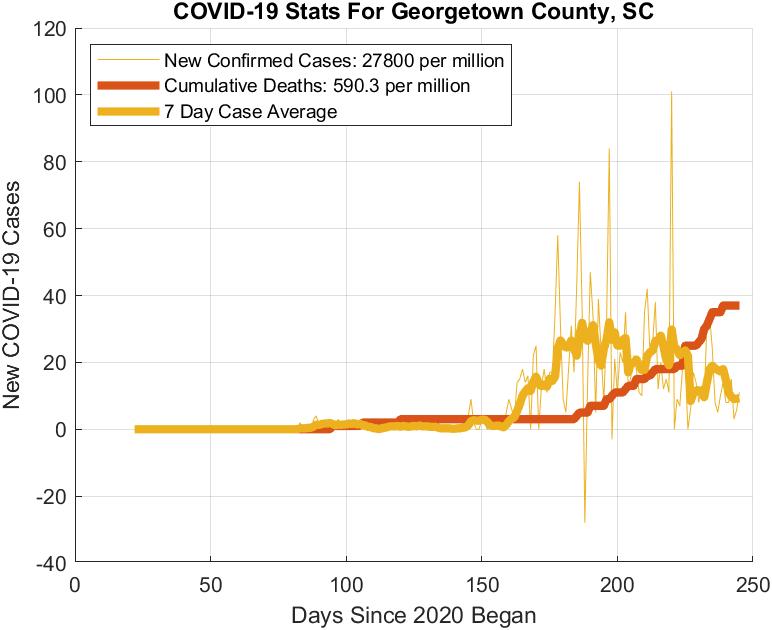 COVID-19 Stats For Georgetown County, SC
120
100
80
60
40
20
0
-20
-40
New COVID-19 Cases
New Confirmed Cases: 27800 per million
Cumulative Deaths: 590.3 per million
7 Day Case Average
0 50 100 150 200 250
Days Since 2020 Began